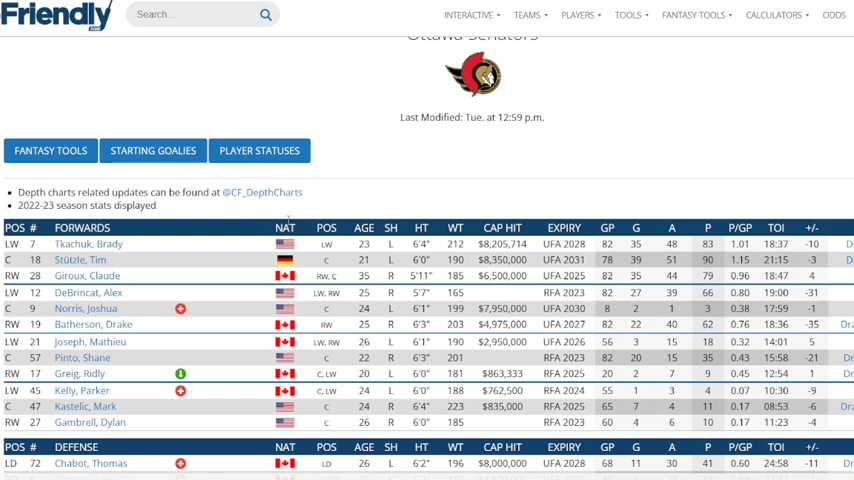 Friendly
Search...
INTERACTIVE TEAMS PLAYERS TOOLS FANTASY-TOOLS CALCULATORS ODDS
Ottawa Senators
Last Modified: Tue. at 12:59 p.m.
FANTASY TOOLS STARTING GOALIES PLAYER STATUSES
Depth charts related updates can be found at @CF_DepthCharts
2022-23 season stats displayed
POS # FORWARDS NAT POS AGE SH HT WT CAP HIT EXPIRY GP G A P P/GP TOI +/-
LW 7 Tkachuk, Brady LW 23 L 6'4" 212 $8,205,714 UFA 2028 82 35 48 83 1.01 18:37 -10 D
C 18 Stützle, Tim C 21 L 6'0" 190 $8,350,000 UFA 2031 78 39 51 90 1.15 21:15 -3 D
RW 28 Giroux, Claude RW, C 35 R 5'11" 185 $6,500,000 UFA 2025 82 35 44 79 0.96 18:47 4
LW 12 DeBrincat, Alex LW, RW 25 R 5'7" 165 RFA 2023 82 27 39 66 0.80 19:00 -31
C 9 Norris, Joshua C 24 L 6'1" 199 $7,950,000 UFA 2030 8 2 1 3 0.38 17:59 -1
RW 19 Batherson, Drake RW 25 R 6'3" 203 $4,975,000 UFA 2027 82 22 40 62 0.76 18:36 -35 Dra
LW 21 Joseph, Mathieu LW, RW 26 L 6'1" 190 $2,950,000 UFA 2026 56 3 15 18 0.32 14:01 5
C 57 Pinto, Shane C 22 R 6'3" 201 RFA 2023 82 20 15 35 0.43 15:58 -21 Dr
RW 17 Greig, Ridly C, LW 20 L 6'0" 181 $863,333 RFA 2025 20 2 7 9 0.45 12:54 1 Dr
LW 45 Kelly, Parker C, LW 24 L 6'0" 188 $762,500 RFA 2024 55 1 3 4 0.07 10:30 -9
C 47 Kastelic, Mark C 24 R 6'4" 223 $835,000 RFA 2025 65 7 4 11 0.17 08:53 -6 Dr
RW 27 Gambrell, Dylan C 26 R 6'0" 185 RFA 2023 60 4 6 10 0.17 11:23 -4 Dr
POS # DEFENSE NAT POS AGE SH HT WT CAP HIT EXPIRY GP G A P P/GP TOI +/-
LD 72 Chabot, Thomas LD 26 L 6'2" 196 $8,000,000 UFA 2028 68 11 30 41 0.60 24:58 -11 Dr